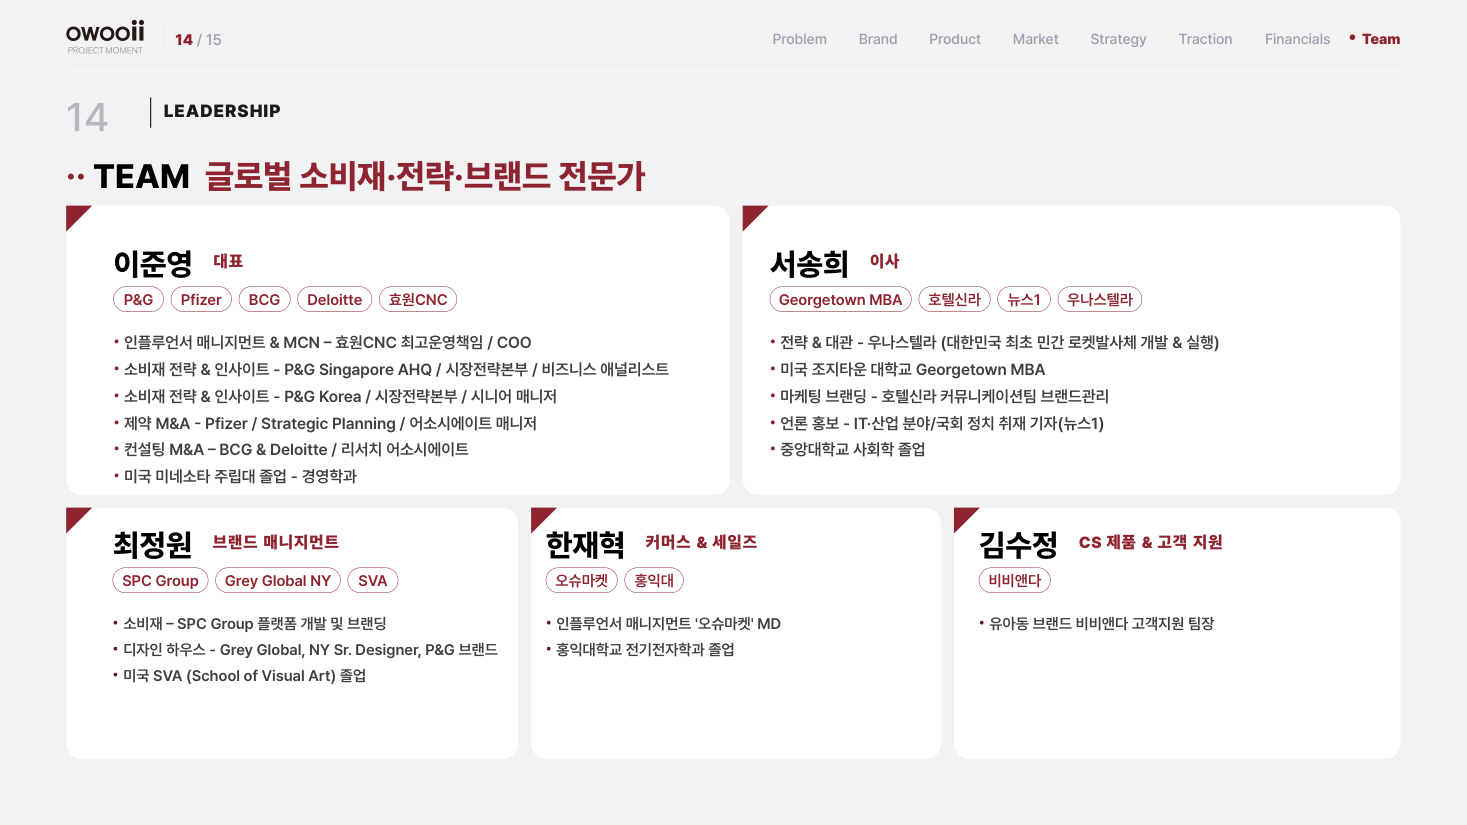 owooii
PROJECT MOMENT
14 / 15
Problem Brand Product Market Strategy Traction Financials • Team
14
LEADERSHIP
•• TEAM 글로벌 소비재·전략·브랜드 전문가
이준영 대표
P&G Pfizer BCG Deloitte 효원CNC
• 인플루언서 매니지먼트 & MCN – 효원CNC 최고운영책임 / COO
• 소비재 전략 & 인사이트 - P&G Singapore AHQ / 시장전략본부 / 비즈니스 애널리스트
• 소비재 전략 & 인사이트 - P&G Korea / 시장전략본부 / 시니어 매니저
• 제약 M&A - Pfizer / Strategic Planning / 어소시에이트 매니저
• 컨설팅 M&A – BCG & Deloitte / 리서치 어소시에이트
• 미국 미네소타 주립대 졸업 - 경영학과
서송희 이사
Georgetown MBA 호텔신라 뉴스1 우나스텔라
• 전략 & 대관 - 우나스텔라 (대한민국 최초 민간 로켓발사체 개발 & 실행)
• 미국 조지타운 대학교 Georgetown MBA
• 마케팅 브랜딩 - 호텔신라 커뮤니케이션팀 브랜드관리
• 언론 홍보 - IT·산업 분야/국회 정치 취재 기자(뉴스1)
• 중앙대학교 사회학 졸업
최정원 브랜드 매니지먼트
SPC Group Grey Global NY SVA
• 소비재 – SPC Group 플랫폼 개발 및 브랜딩
• 디자인 하우스 - Grey Global, NY Sr. Designer, P&G 브랜드
• 미국 SVA (School of Visual Art) 졸업
한재혁 커머스 & 세일즈
오슈마켓 홍익대
• 인플루언서 매니지먼트 '오슈마켓' MD
• 홍익대학교 전기전자학과 졸업
김수정 CS 제품 & 고객 지원
비비앤다
• 유아동 브랜드 비비앤다 고객지원 팀장